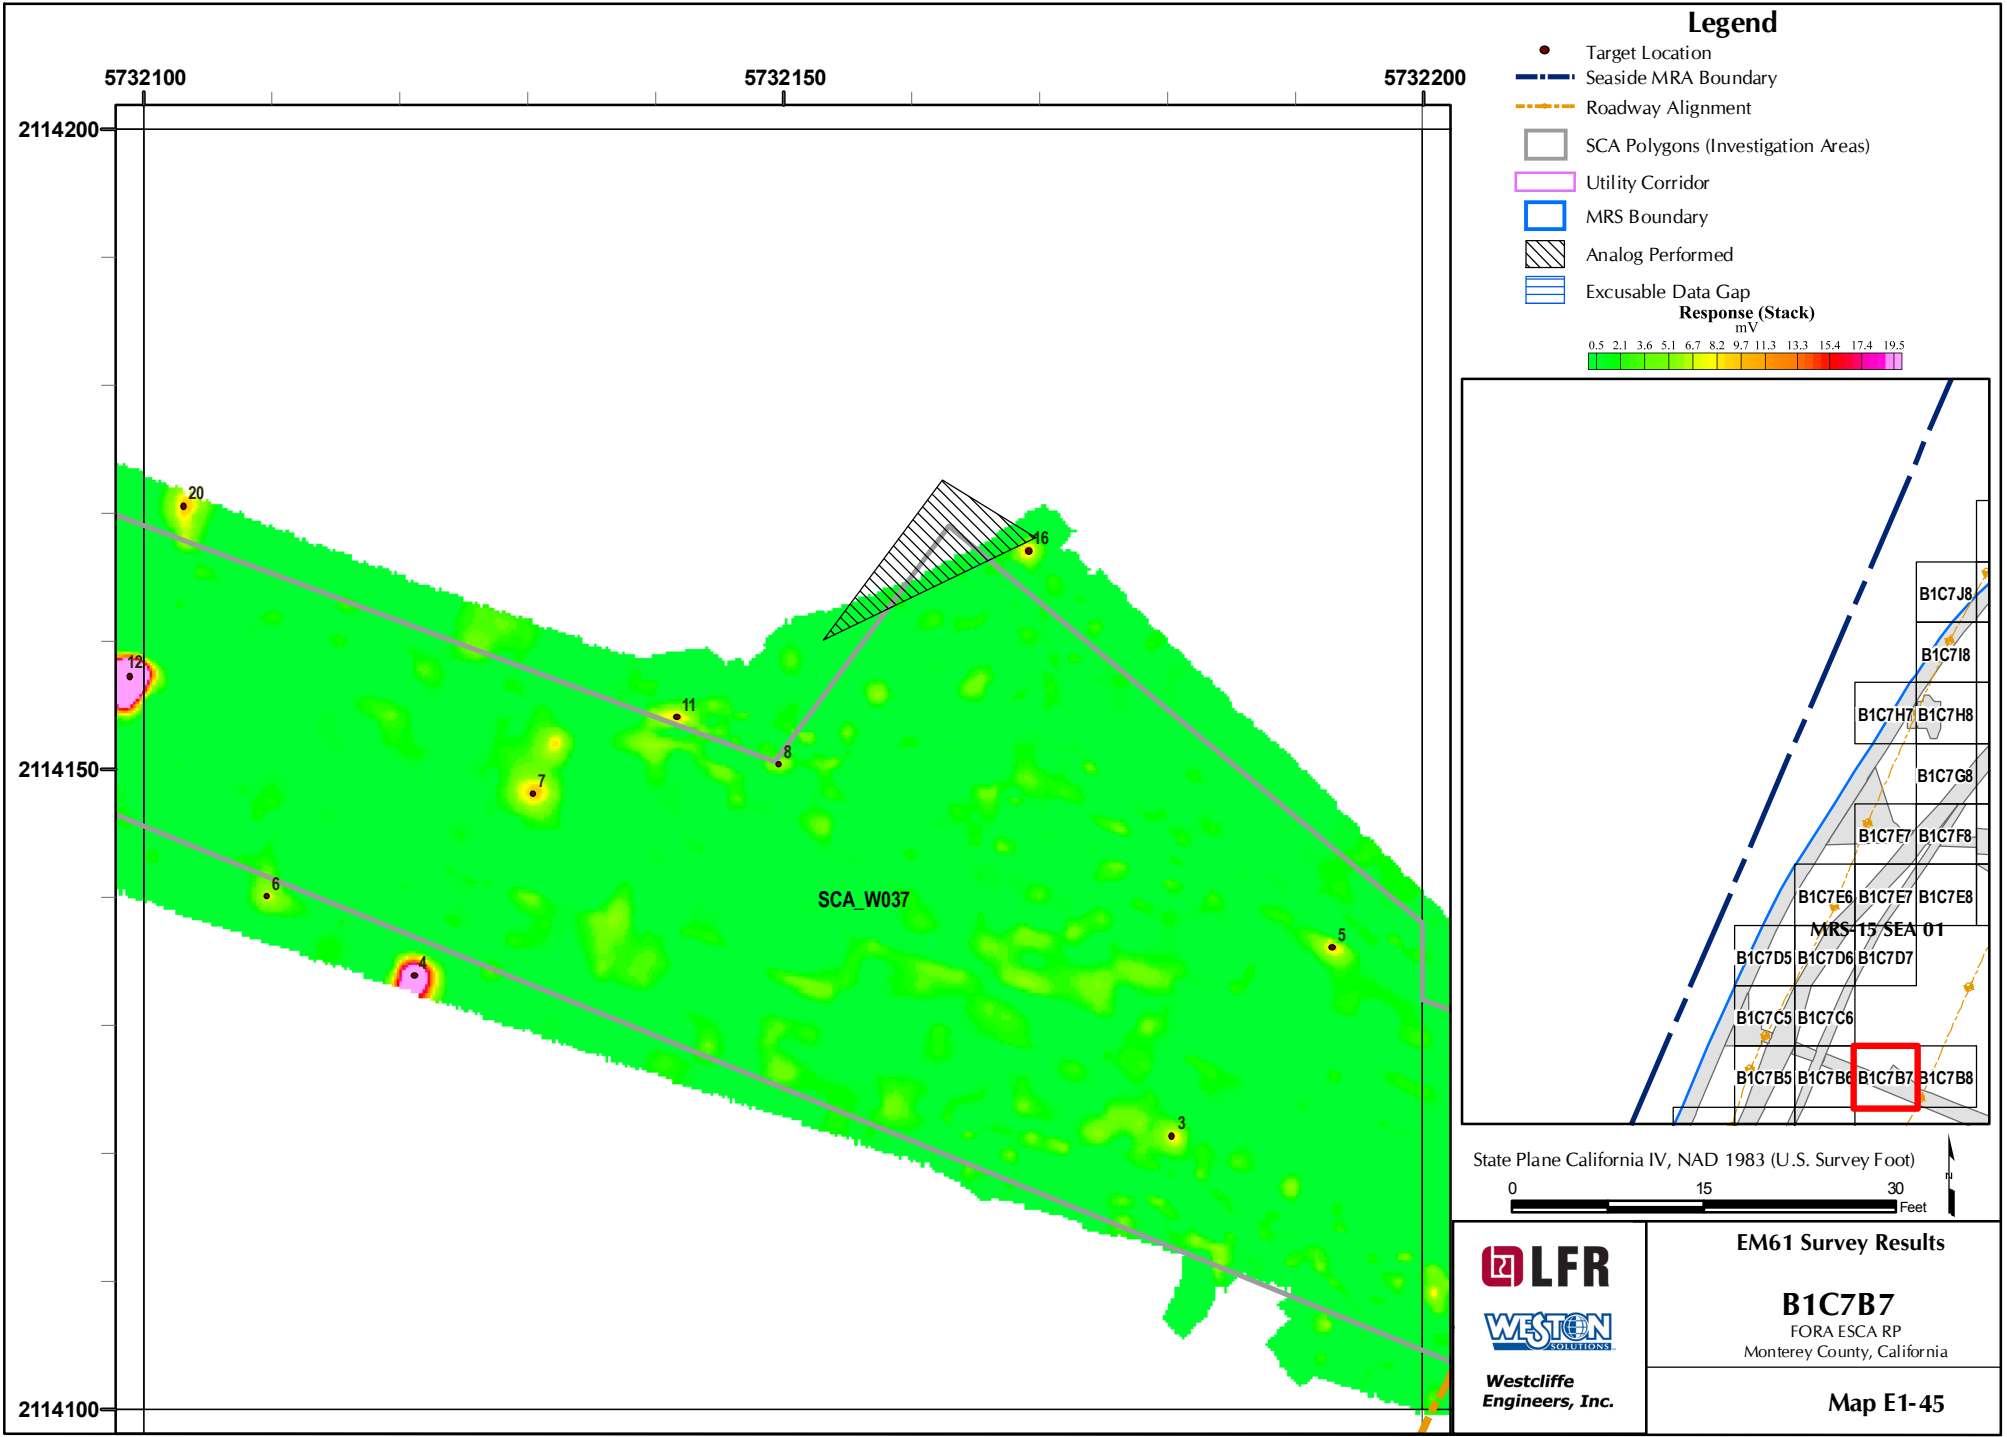 Legend
Target Location
Seaside MRA Boundary
Roadway Alignment
SCA Polygons (Investigation Areas)
Utility Corridor
MRS Boundary
Analog Performed
Excusable Data Gap
Response (Stack)
mV
0.5 2.1 3.6 5.1 6.7 8.2 9.7 11.3 13.3 15.4 17.4 19.5
5732100 5732150 5732200
2114200
2114150
2114100
20
16
12
11
8
7
6
SCA_W037
5
4
3
B1C7J8
B1C7I8
B1C7H7 B1C7H8
B1C7G8
B1C7F7 B1C7F8
B1C7E6 B1C7E7 B1C7E8
MRS-15 SEA 01
B1C7D5 B1C7D6 B1C7D7
B1C7C5 B1C7C6
B1C7B5 B1C7B6 B1C7B7 B1C7B8
State Plane California IV, NAD 1983 (U.S. Survey Foot)
0 15 30
Feet
N
LFR
WESTON
SOLUTIONS
Westcliffe
Engineers, Inc.
EM61 Survey Results
B1C7B7
FORA ESCA RP
Monterey County, California
Map E1-45